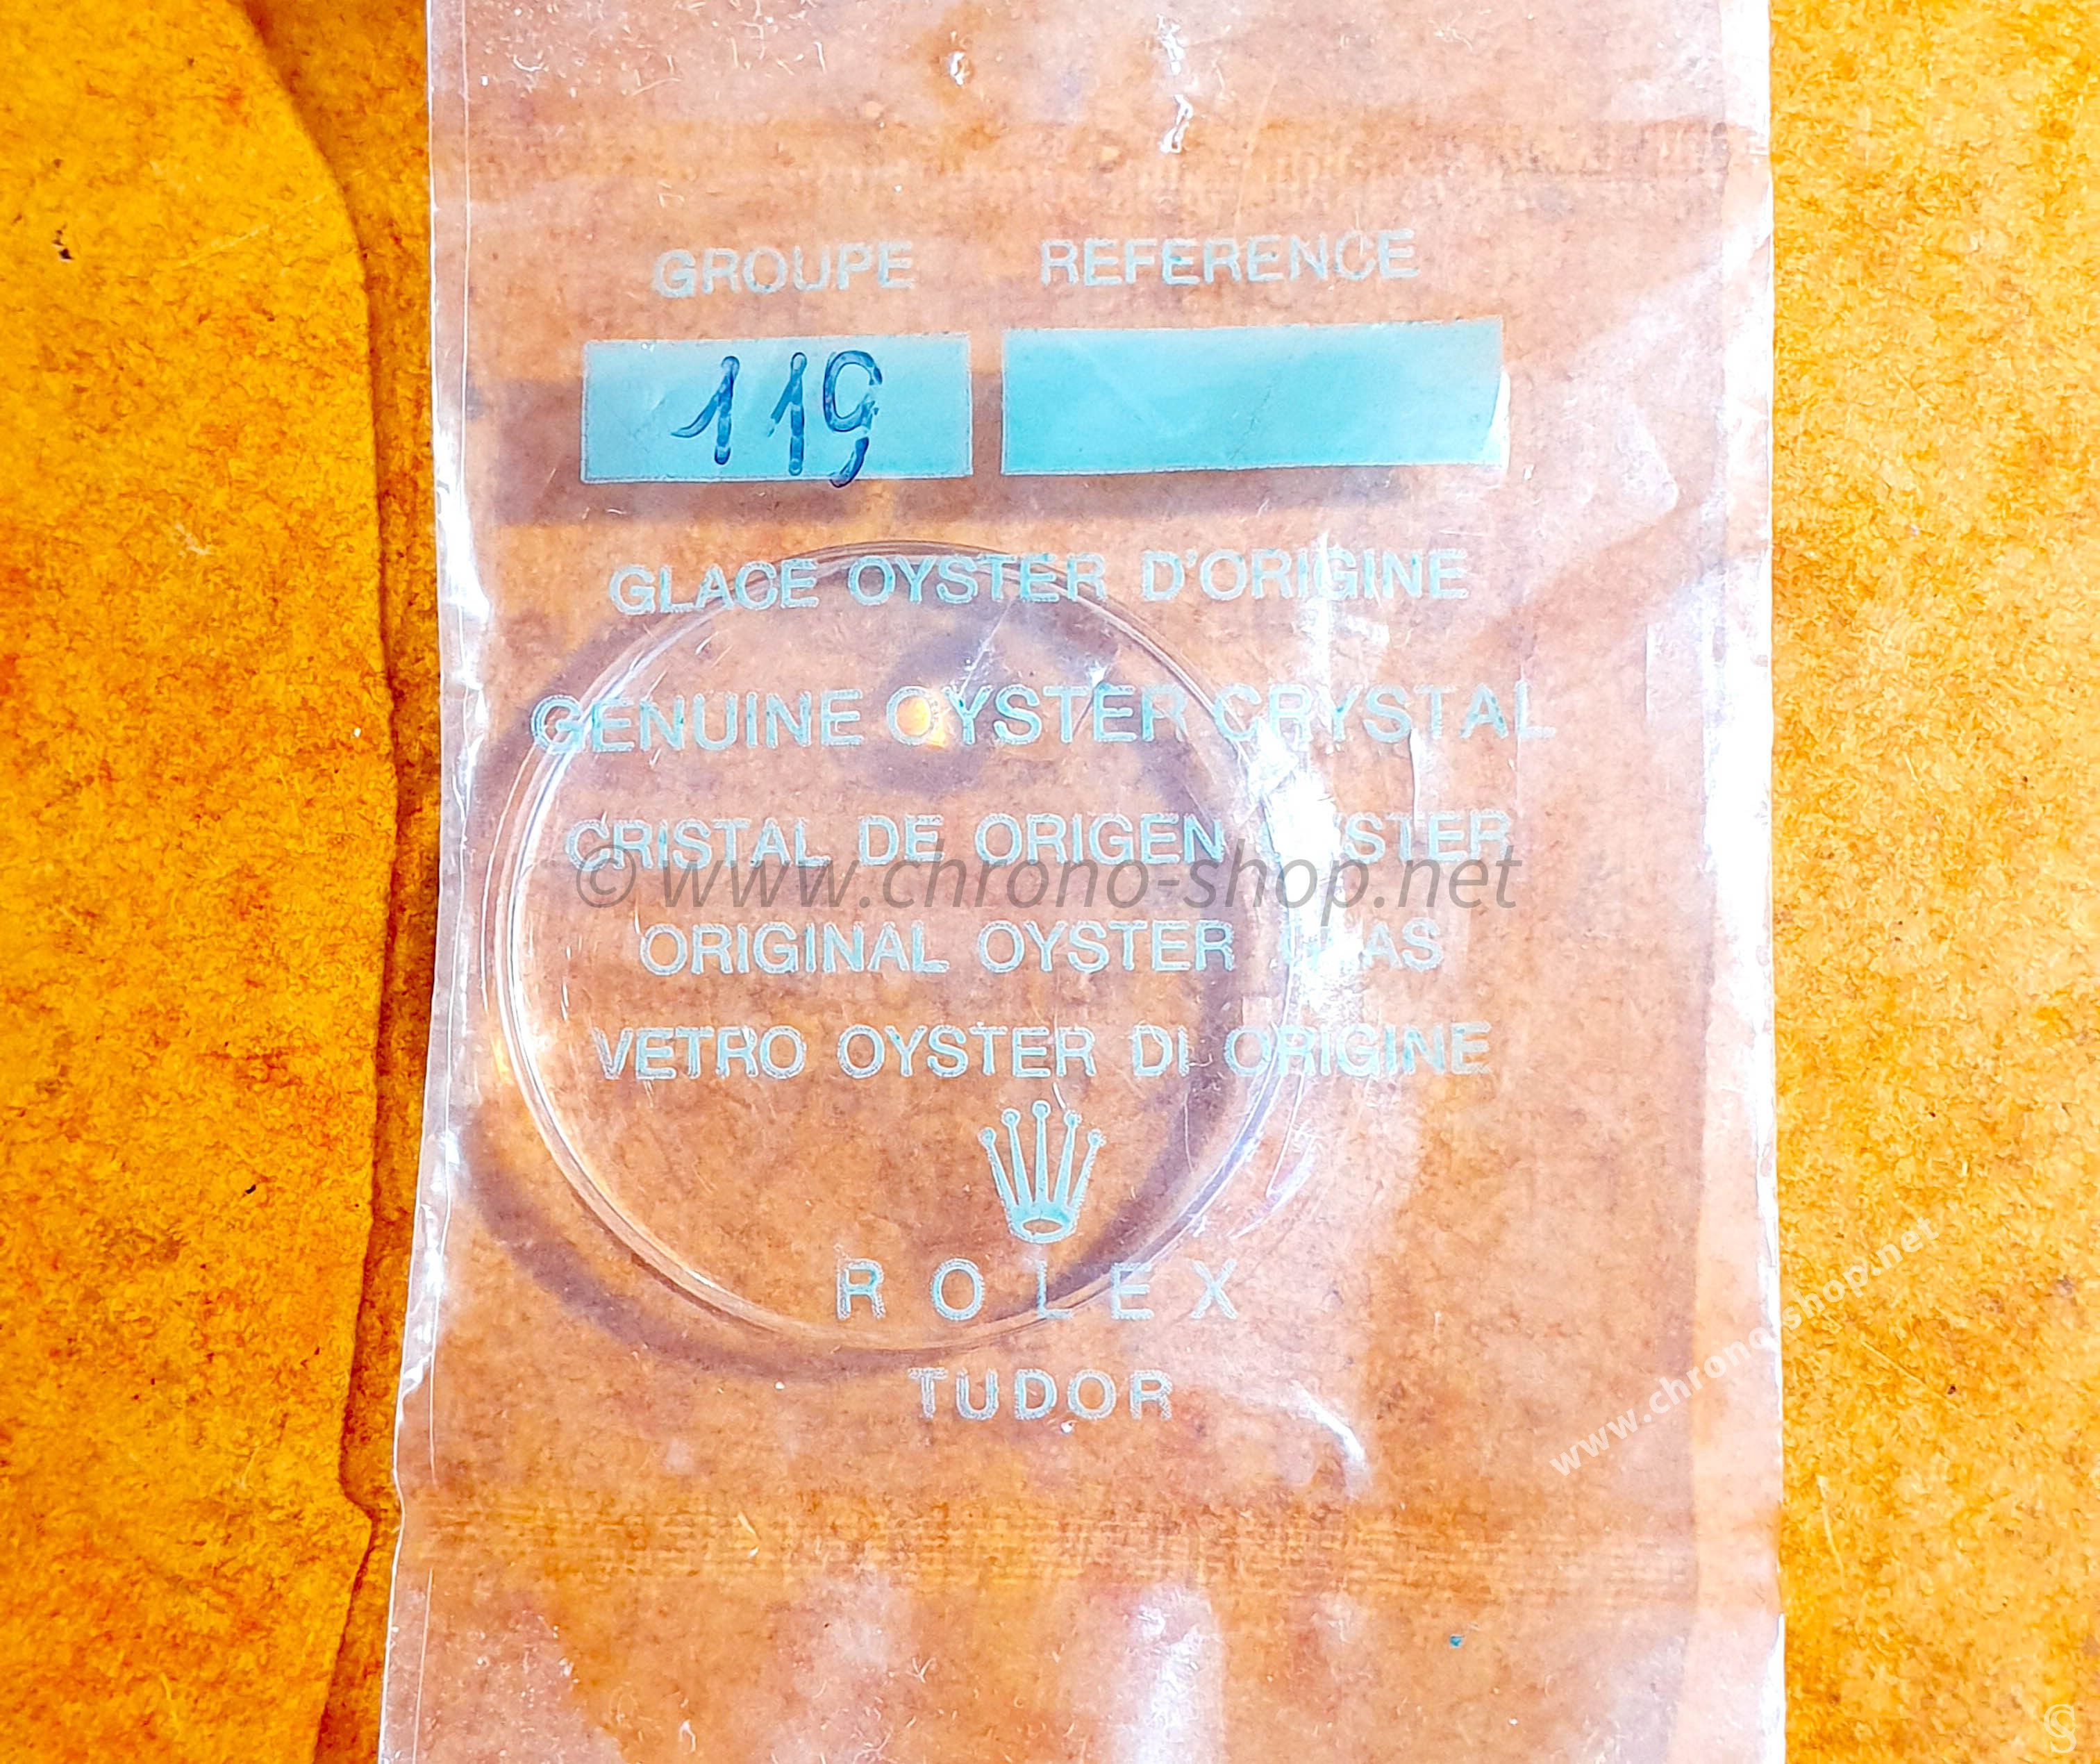 GROUPE REFERENCE
119
GLACE OYSTER D'ORIGINE
GENUINE OYSTER CRYSTAL
CRISTAL DE ORIGEN OYSTER
©www.chrono-shop.net
ORIGINAL OYSTER
VETRO OYSTER DI ORIGINE
ROLEX
TUDOR
www.chrono-shop.net